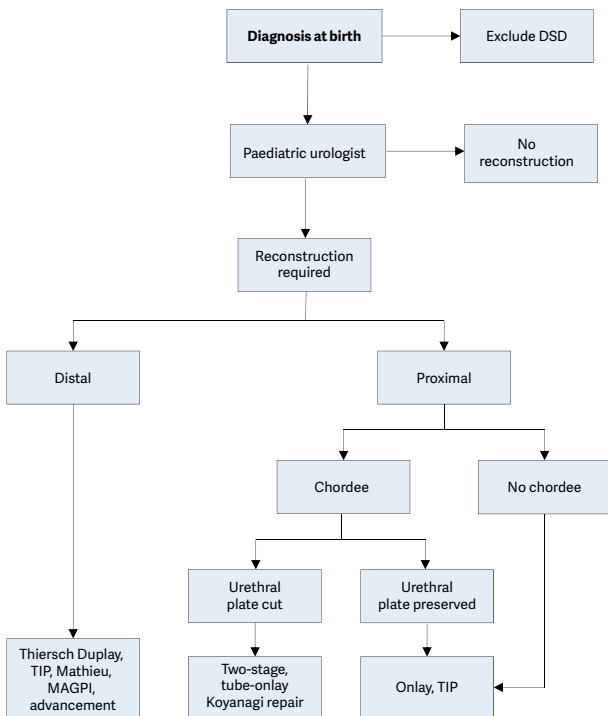 Diagnosis at birth
Exclude DSD
Paediatric urologist
No
reconstruction
Reconstruction
required
Distal
Proximal
Chordee
No chordee
Urethral
plate cut
Urethral
plate preserved
Thiersch Duplay,
TIP, Mathieu,
MAGPI,
advancement
Two-stage,
tube-onlay
Koyanagi repair
Onlay, TIP